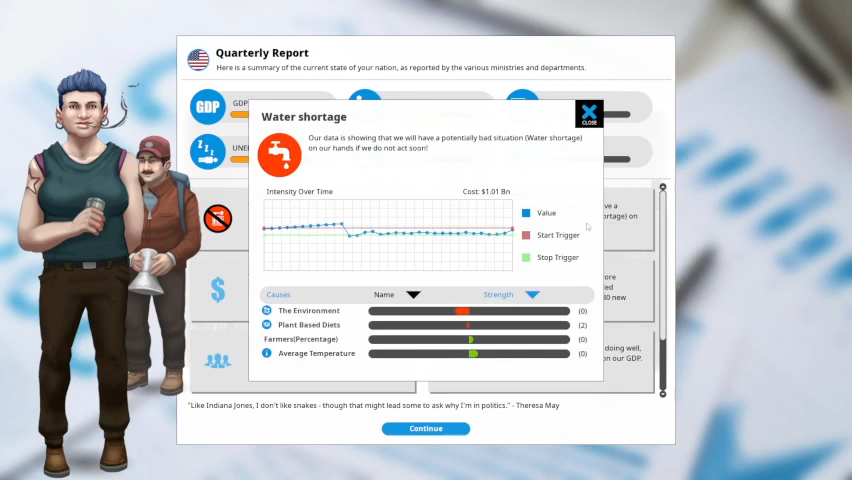 Quarterly Report
Here is a summary of the current state of your nation, as reported by the various ministries and departments.
GDP
GDP
Z Z Z
UNE
Water shortage
CLOSE
Our data is showing that we will have a potentially bad situation (Water shortage)
on our hands if we do not act soon!
Intensity Over Time
Cost: $1.01 Bn
Value
Start Trigger
Stop Trigger
Causes
Name
Strength
The Environment
(0)
Plant Based Diets
(2)
Farmers(Percentage)
(0)
Average Temperature
(0)
ve a
ortage) on
$
ore
ed
30 new
doing well,
on our GDP.
"Like Indiana Jones, I don't like snakes - though that might lead some to ask why I'm in politics." - Theresa May
Continue